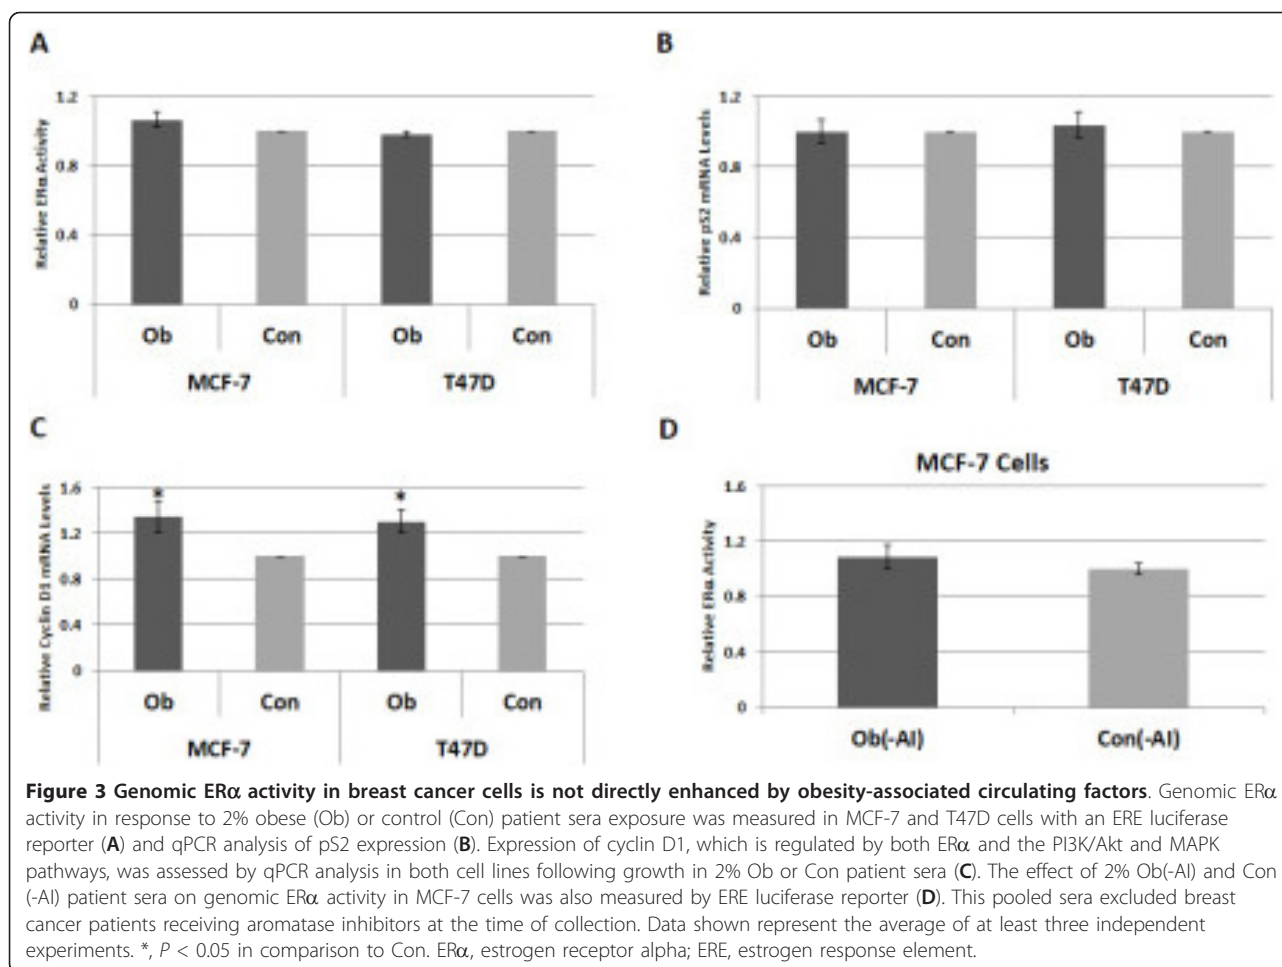 A
Relative ERα Activity
1.2
0.8
0.4
0
Ob Con Ob Con
MCF-7 T47D
B
Relative pS2 mRNA Levels
1.2
0.8
0.4
0
Ob Con Ob Con
MCF-7 T47D
C
Relative Cyclin D1 mRNA Levels
1.6
1.2
0.8
0.4
0
* *
Ob Con Ob Con
MCF-7 T47D
D
MCF-7 Cells
Relative ERα Activity
1.6
1.2
0.8
0.4
0
Ob(-AI) Con(-AI)
Figure 3 Genomic ERα activity in breast cancer cells is not directly enhanced by obesity-associated circulating factors. Genomic ERα
activity in response to 2% obese (Ob) or control (Con) patient sera exposure was measured in MCF-7 and T47D cells with an ERE luciferase
reporter (A) and qPCR analysis of pS2 expression (B). Expression of cyclin D1, which is regulated by both ERα and the PI3K/Akt and MAPK
pathways, was assessed by qPCR analysis in both cell lines following growth in 2% Ob or Con patient sera (C). The effect of 2% Ob(-AI) and Con
(-AI) patient sera on genomic ERα activity in MCF-7 cells was also measured by ERE luciferase reporter (D). This pooled sera excluded breast
cancer patients receiving aromatase inhibitors at the time of collection. Data shown represent the average of at least three independent
experiments. *, P < 0.05 in comparison to Con. ERα, estrogen receptor alpha; ERE, estrogen response element.